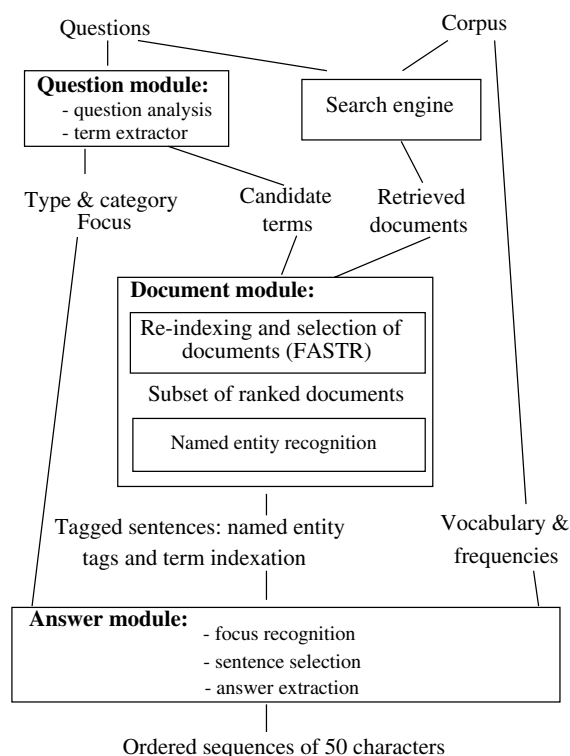 Questions
Corpus
Question module:
- question analysis
- term extractor
Search engine
Type & category
Focus
Candidate
terms
Retrieved
documents
Document module:
Re-indexing and selection of
documents (FASTR)
Subset of ranked documents
Named entity recognition
Tagged sentences: named entity
tags and term indexation
Vocabulary &
frequencies
Answer module:
- focus recognition
- sentence selection
- answer extraction
Ordered sequences of 50 characters